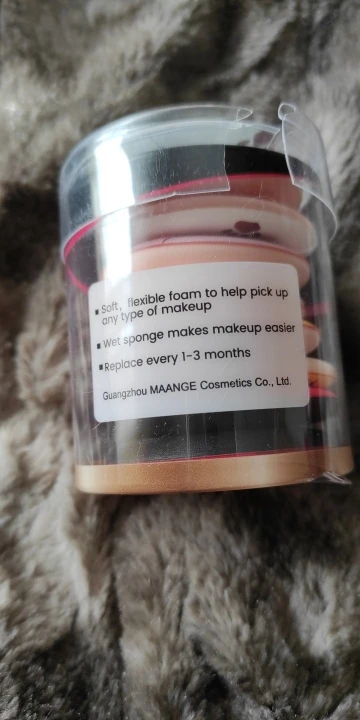 ▪ Soft, flexible foam to help pick up
any type of makeup
▪ Wet sponge makes makeup easier
▪ Replace every 1-3 months
Guangzhou MAANGE Cosmetics Co., Ltd.